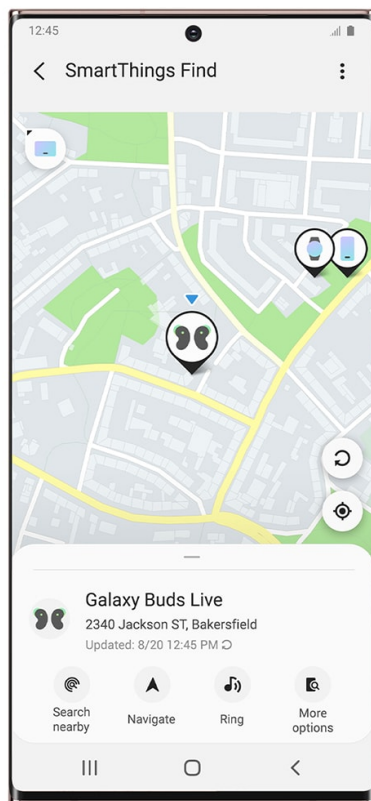 12:45
SmartThings Find
Galaxy Buds Live
2340 Jackson ST, Bakersfield
Updated: 8/20 12:45 PM
Search
nearby
Navigate
Ring
More
options